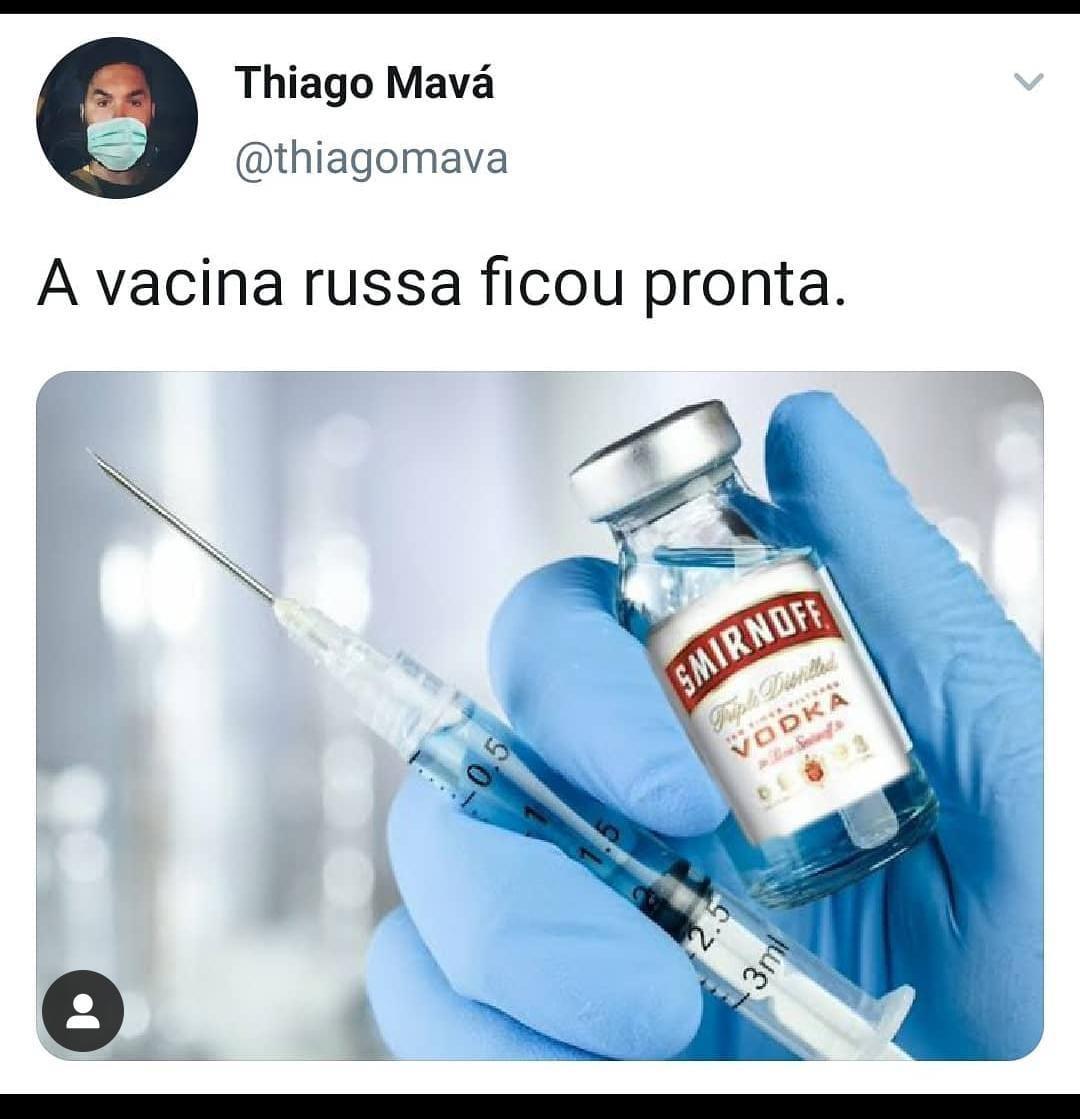 Thiago Mavá
@thiagomava
A vacina russa ficou pronta.
SMIRNOFF
Triple Distilled
VODKA
0.5
1
1.5
2
2.5
3ml